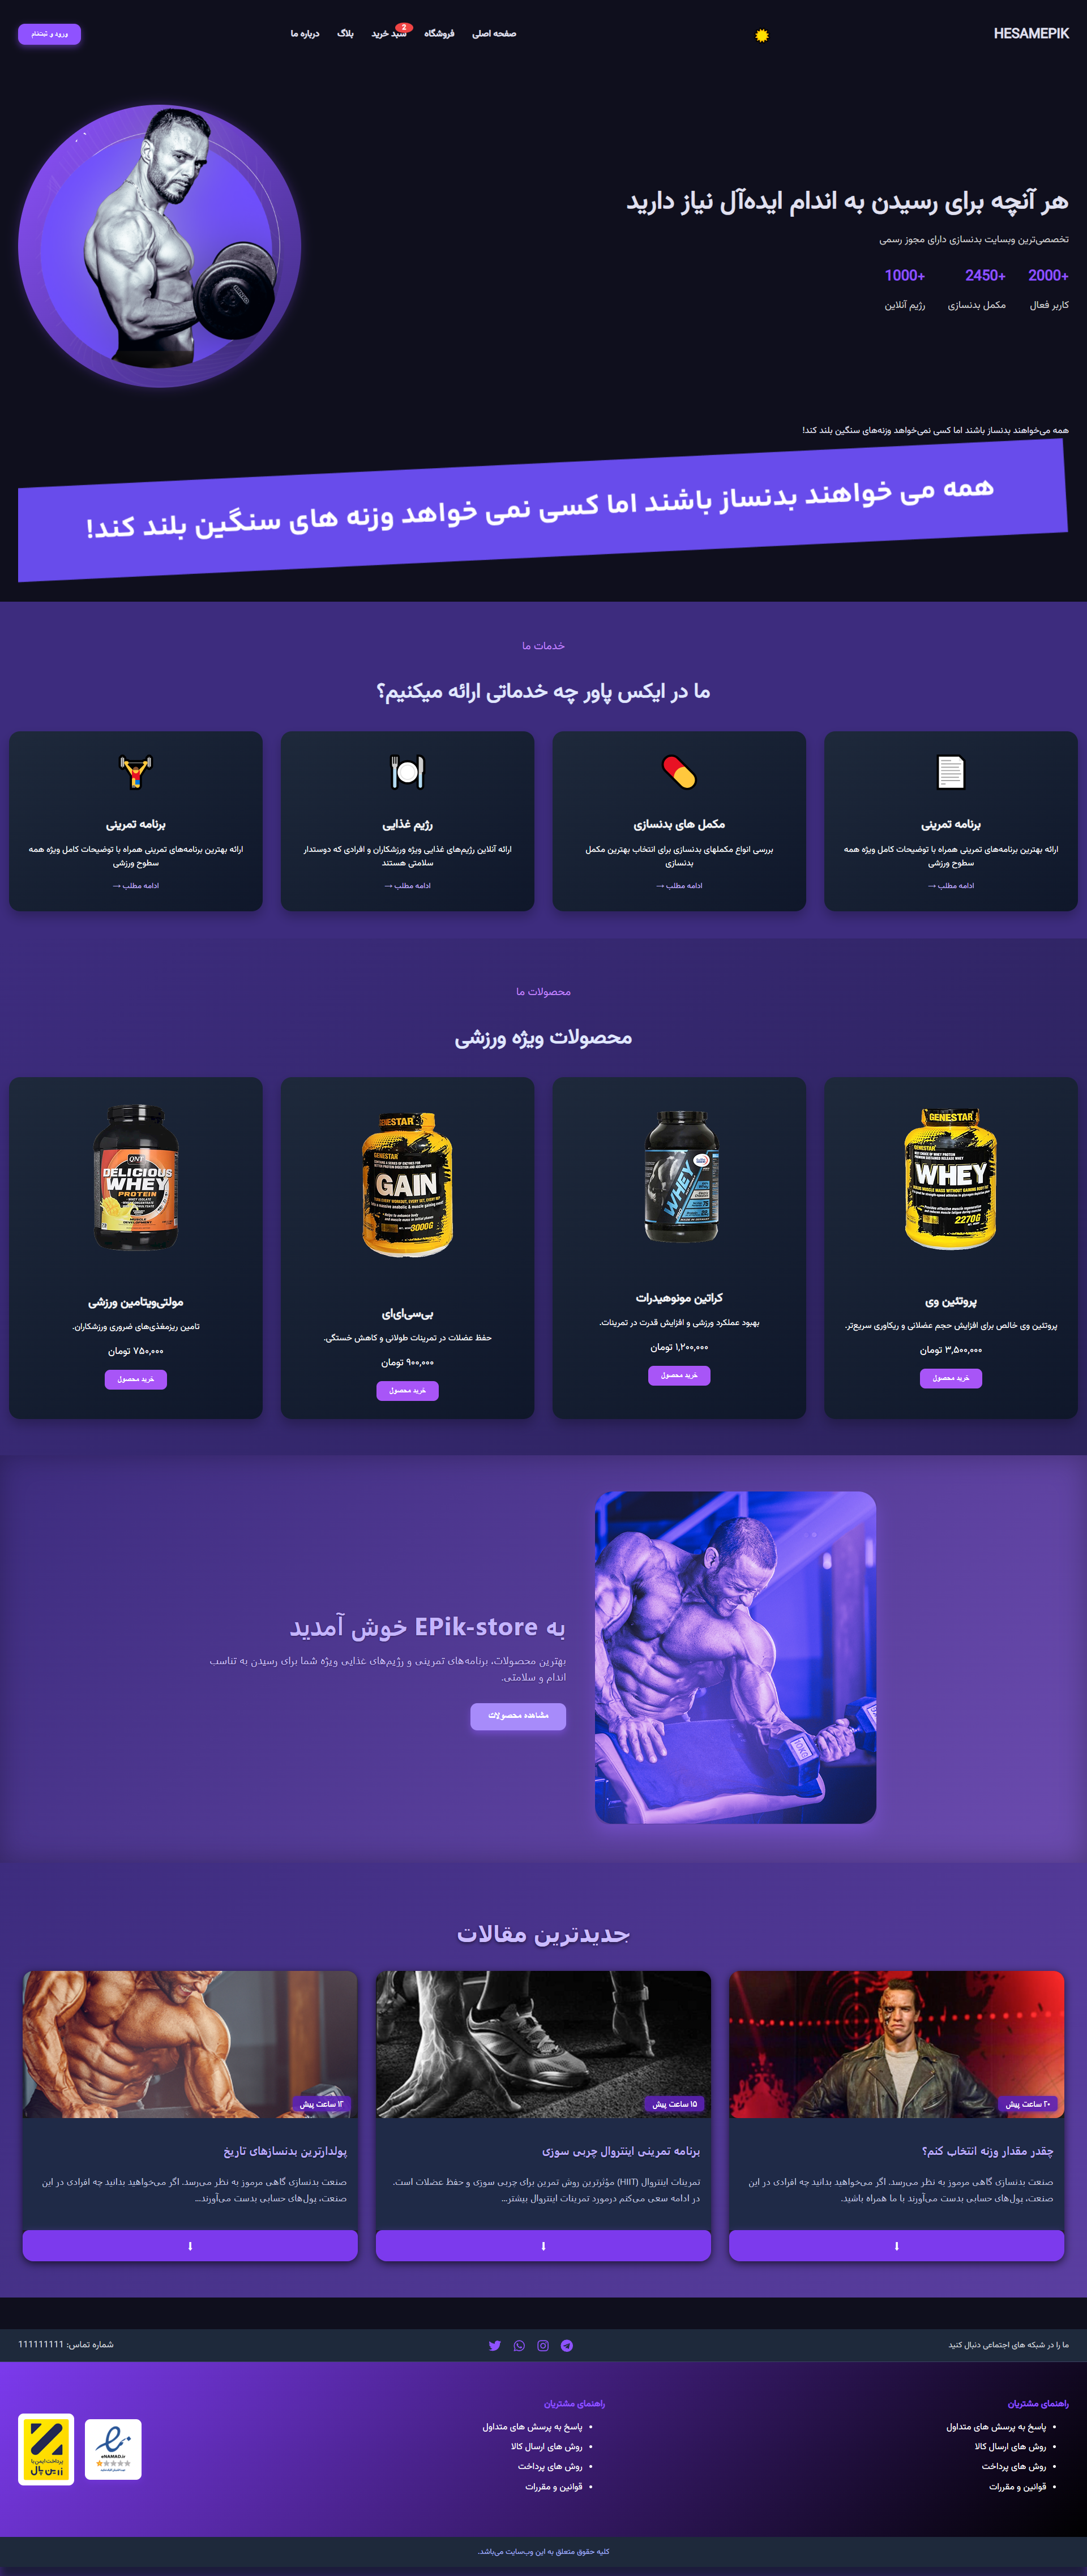 HESAMEPIK
صفحه اصلی
فروشگاه
سبد خرید
2
بلاگ
درباره ما
ورود و ثبتنام
هر آنچه برای رسیدن به اندام ایده‌آل نیاز دارید
تخصصی‌ترین وبسایت بدنسازی دارای مجوز رسمی
+2000
+2450
+1000
کاربر فعال
مکمل بدنسازی
رژیم آنلاین
همه می‌خواهند بدنساز باشند اما کسی نمی‌خواهد وزنه‌های سنگین بلند کند!
همه می خواهند بدنساز باشند اما کسی نمی خواهد وزنه های سنگین بلند کند!
خدمات ما
ما در ایکس پاور چه خدماتی ارائه میکنیم؟
برنامه تمرینی
ارائه بهترین برنامه‌های تمرینی همراه با توضیحات کامل ویژه همه
سطوح ورزشی
ادامه مطلب →
مکمل های بدنسازی
بررسی انواع مکملهای بدنسازی برای انتخاب بهترین مکمل
بدنسازی
ادامه مطلب →
رژیم غذایی
ارائه آنلاین رژیم‌های غذایی ویژه ورزشکاران و افرادی که دوستدار
سلامتی هستند
ادامه مطلب →
برنامه تمرینی
ارائه بهترین برنامه‌های تمرینی همراه با توضیحات کامل ویژه همه
سطوح ورزشی
ادامه مطلب →
محصولات ما
محصولات ویژه ورزشی
GENESTAR
GENESTAR
WHEY
2270G
پروتئین وی
پروتئین وی خالص برای افزایش حجم عضلانی و ریکاوری سریع‌تر.
۳,۵۰۰,۰۰۰ تومان
خرید محصول
WHEY
کراتین مونوهیدرات
بهبود عملکرد ورزشی و افزایش قدرت در تمرینات.
۱,۲۰۰,۰۰۰ تومان
خرید محصول
GENESTAR
GENESTAR
GAIN
3000G
بی‌سی‌ای‌ای
حفظ عضلات در تمرینات طولانی و کاهش خستگی.
۹۰۰,۰۰۰ تومان
خرید محصول
QNT
DELICIOUS
WHEY
PROTEIN
مولتی‌ویتامین ورزشی
تامین ریزمغذی‌های ضروری ورزشکاران.
۷۵۰,۰۰۰ تومان
خرید محصول
به EPik-store خوش آمدید
بهترین محصولات، برنامه‌های تمرینی و رژیم‌های غذایی ویژه شما برای رسیدن به تناسب
اندام و سلامتی.
مشاهده محصولات
جدیدترین مقالات
۲۰ ساعت پیش
چقدر مقدار وزنه انتخاب کنم؟
صنعت بدنسازی گاهی مرموز به نظر می‌رسد. اگر می‌خواهید بدانید چه افرادی در این
صنعت، پول‌های حسابی بدست می‌آورند با ما همراه باشید.
⬇
۱۵ ساعت پیش
برنامه تمرینی اینتروال چربی سوزی
تمرینات اینتروال (HIIT) مؤثرترین روش تمرین برای چربی سوزی و حفظ عضلات است.
در ادامه سعی می‌کنم درمورد تمرینات اینتروال بیشتر...
⬇
۱۲ ساعت پیش
پولدارترین بدنسازهای تاریخ
صنعت بدنسازی گاهی مرموز به نظر می‌رسد. اگر می‌خواهید بدانید چه افرادی در این
صنعت، پول‌های حسابی بدست می‌آورند...
⬇
ما را در شبکه های اجتماعی دنبال کنید
شماره تماس: 111111111
راهنمای مشتریان
پاسخ به پرسش های متداول
روش های ارسال کالا
روش های پرداخت
قوانین و مقررات
راهنمای مشتریان
پاسخ به پرسش های متداول
روش های ارسال کالا
روش های پرداخت
قوانین و مقررات
eNAMAD.ir
پرداخت ایمن با
زرین پال
کلیه حقوق متعلق به این وب‌سایت می‌باشد.